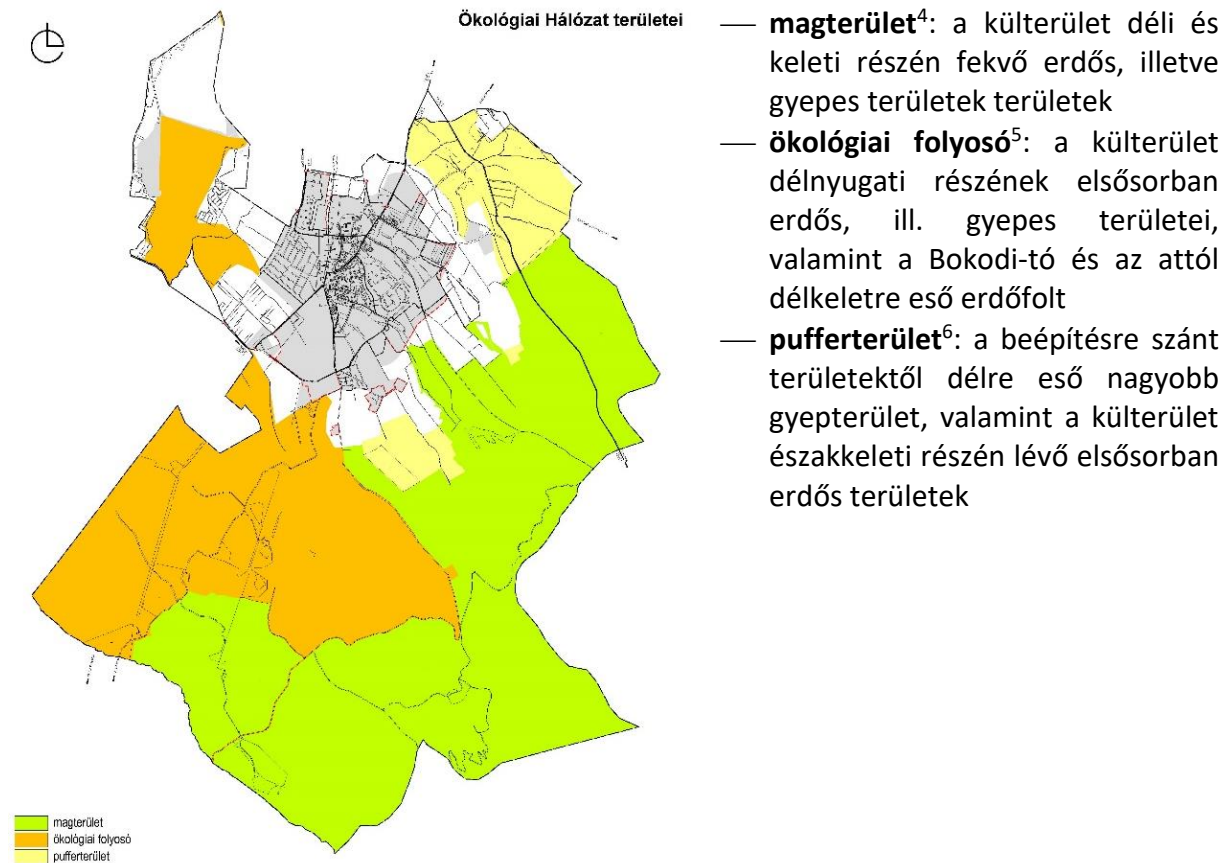 Ökológiai Hálózat területei
— magterület⁴: a külterület déli és
keleti részén fekvő erdős, illetve
gyepes területek területek
— ökológiai folyosó⁵: a külterület
délnyugati részének elsősorban
erdős, ill. gyepes területei,
valamint a Bokodi-tó és az attól
délkeletre eső erdőfolt
— pufferterület⁶: a beépítésre szánt
területektől délre eső nagyobb
gyepterület, valamint a külterület
északkeleti részén lévő elsősorban
erdős területek
magterület
ökológiai folyosó
pufferterület